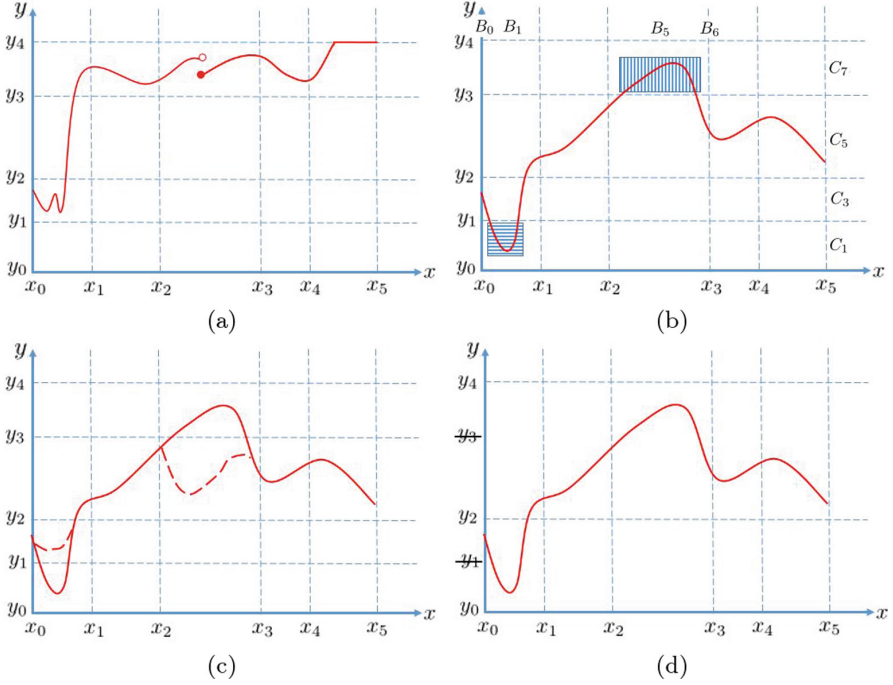 y
y₄
y₃
y₂
y₁
y₀
x
x₀ x₁ x₂ x₃ x₄ x₅
(a)
y
B₀ B₁ B₅ B₆
y₄
C₇
y₃
C₅
y₂
C₃
y₁
C₁
y₀
x
x₀ x₁ x₂ x₃ x₄ x₅
(b)
y
y₄
y₃
y₂
y₁
y₀
x
x₀ x₁ x₂ x₃ x₄ x₅
(c)
y
y₄
y₃
y₂
y₁
y₀
x
x₀ x₁ x₂ x₃ x₄ x₅
(d)